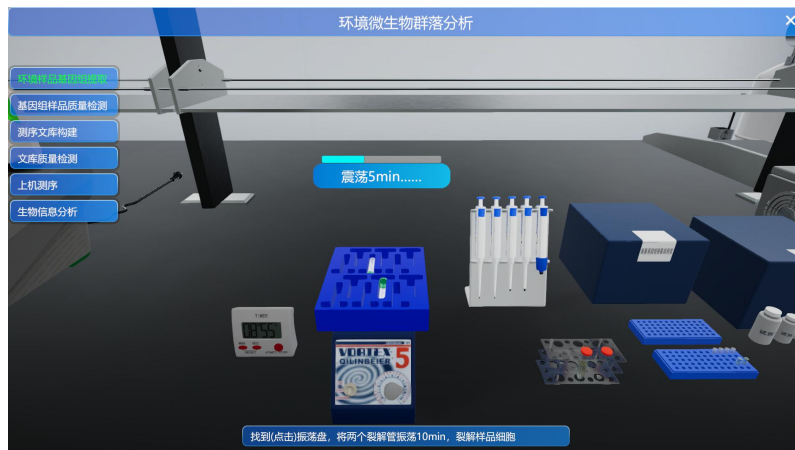 环境微生物群落分析
×
环境样品基因组提取
基因组样品质量检测
测序文库构建
文库质量检测
上机测序
生物信息分析
震荡5min......
VORTEX 5
QILINBEIER
找到(点击)振荡盘，将两个裂解管振荡10min，裂解样品细胞